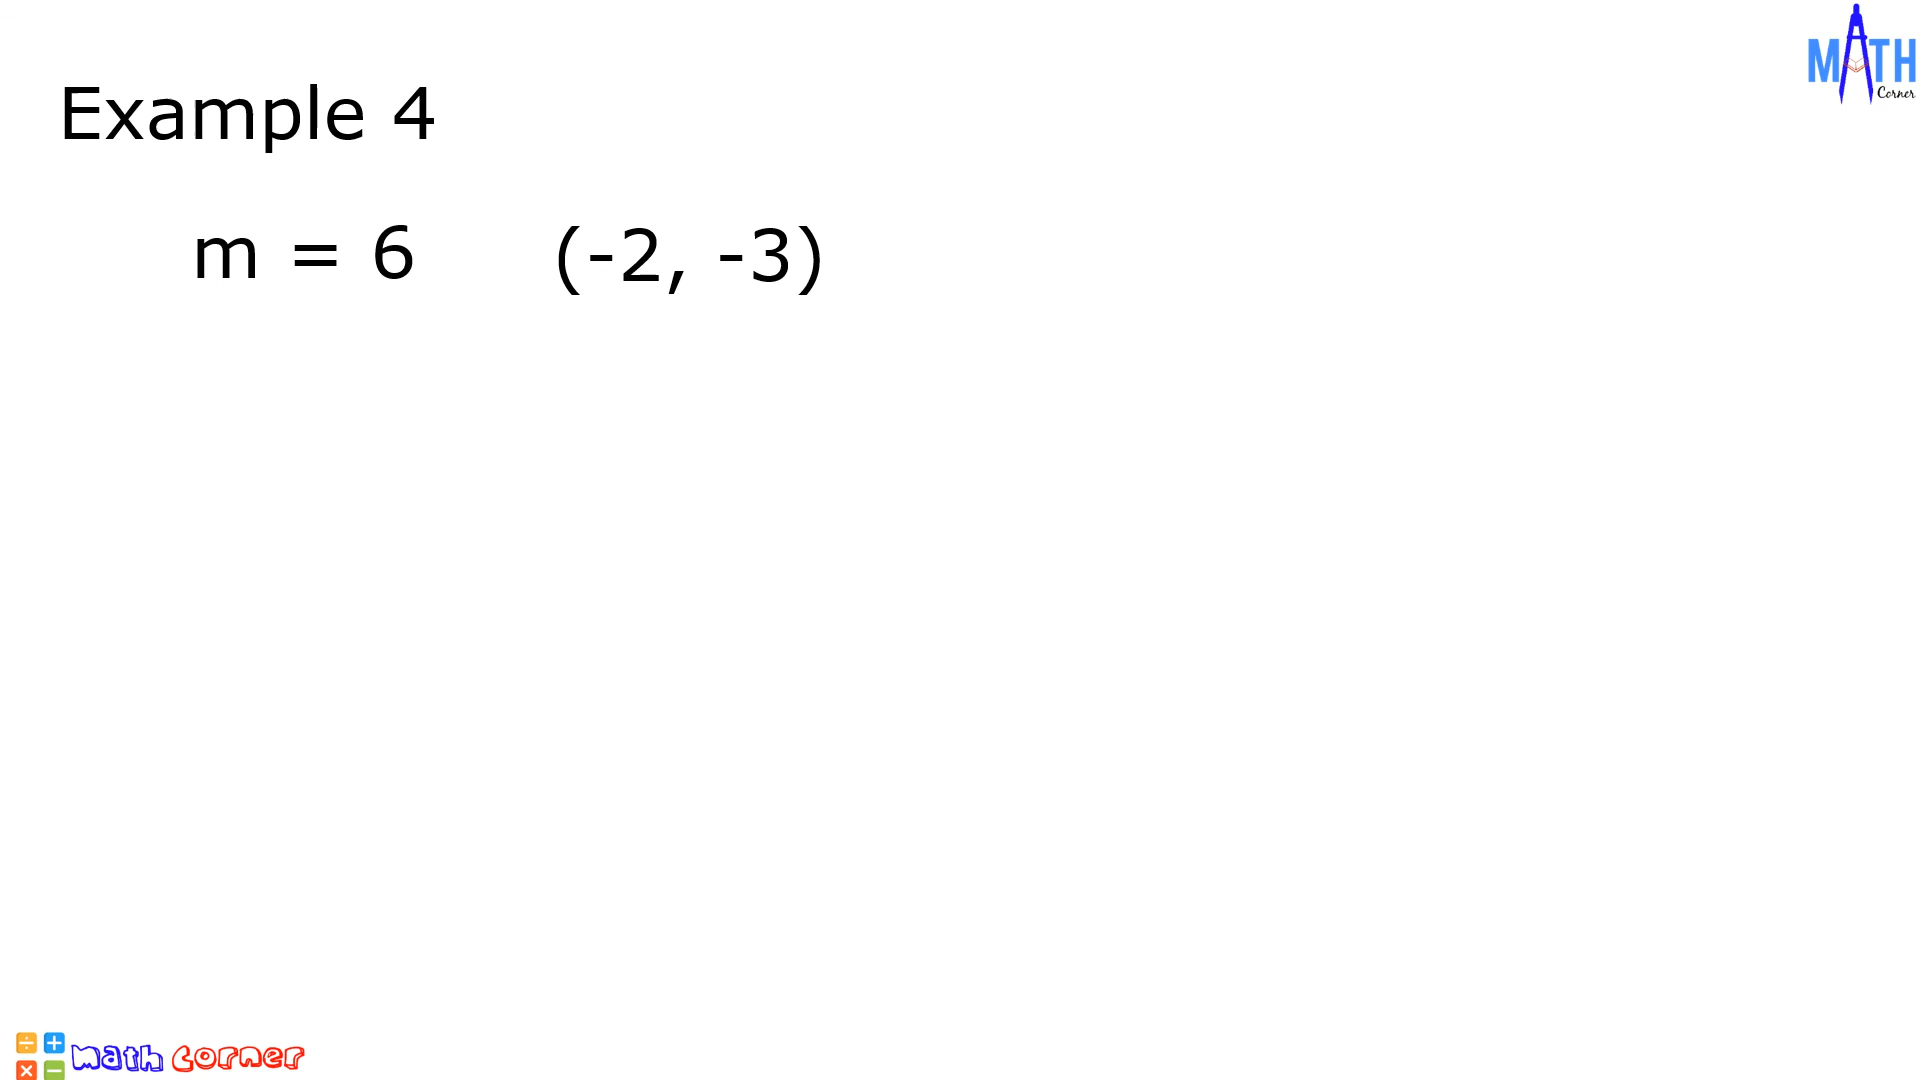 MATH
Corner
Example 4
m = 6 (-2, -3)
math corner